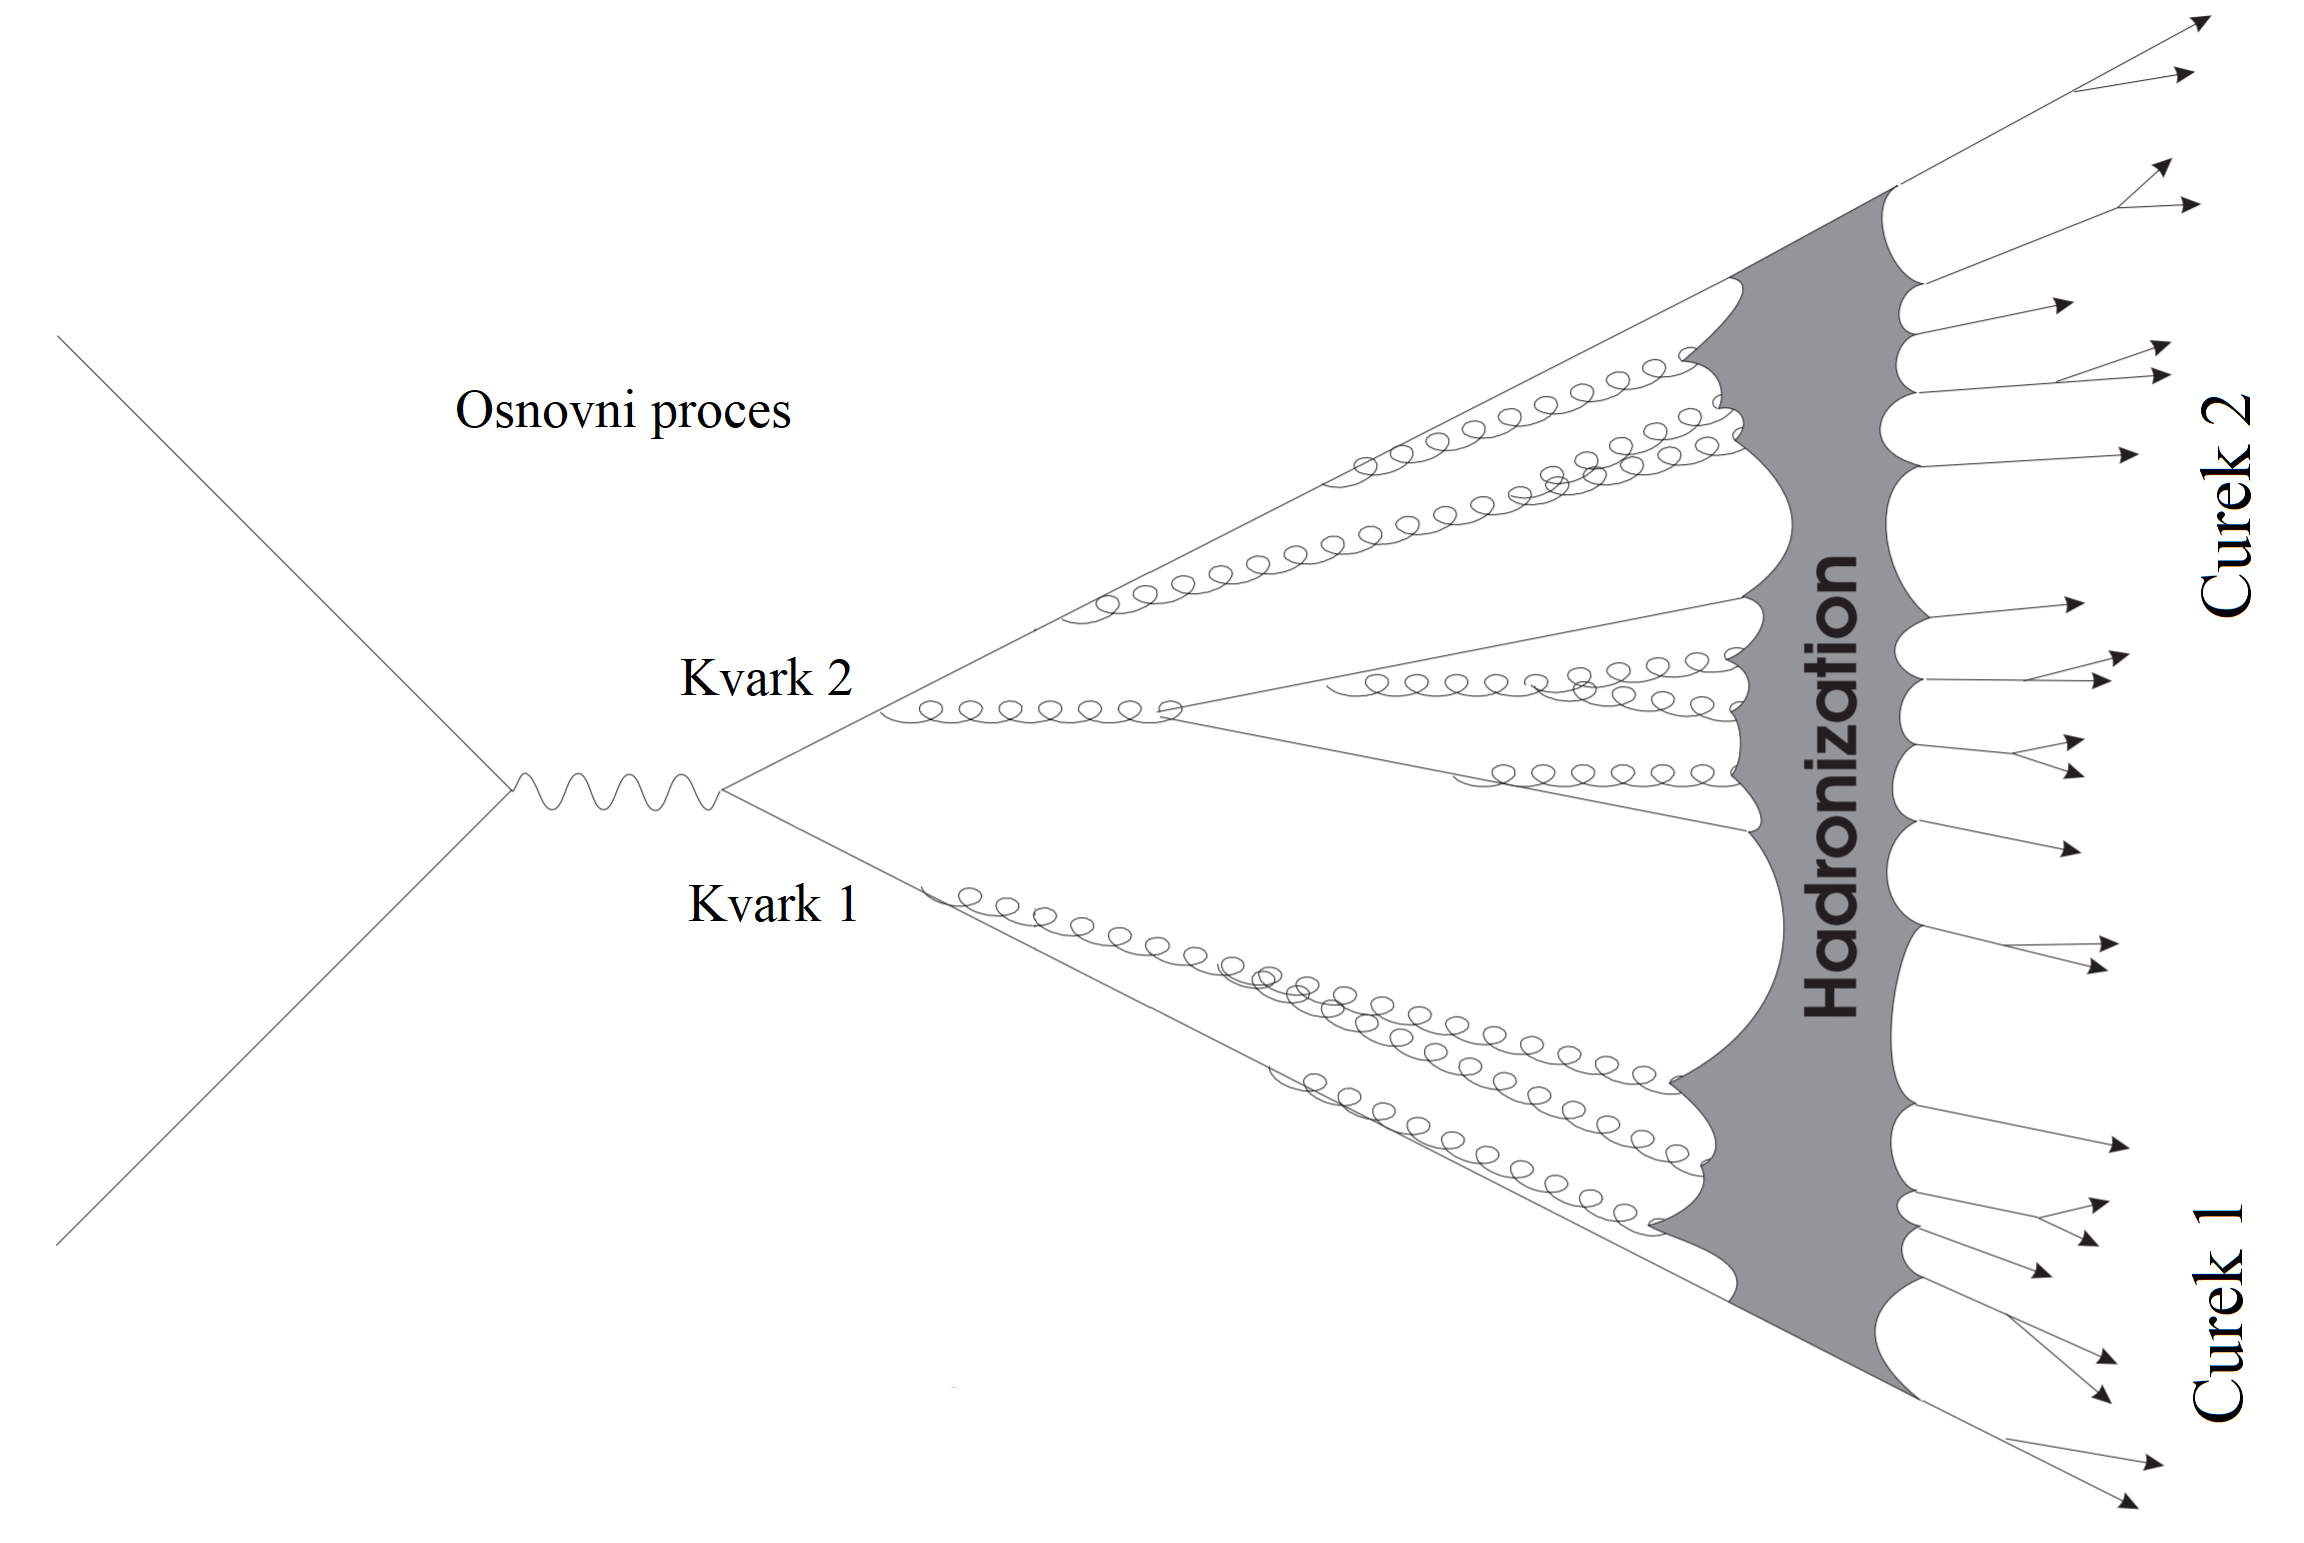 Osnovni proces
Kvark 2
Kvark 1
Hadronization
Curek 2
Curek 1